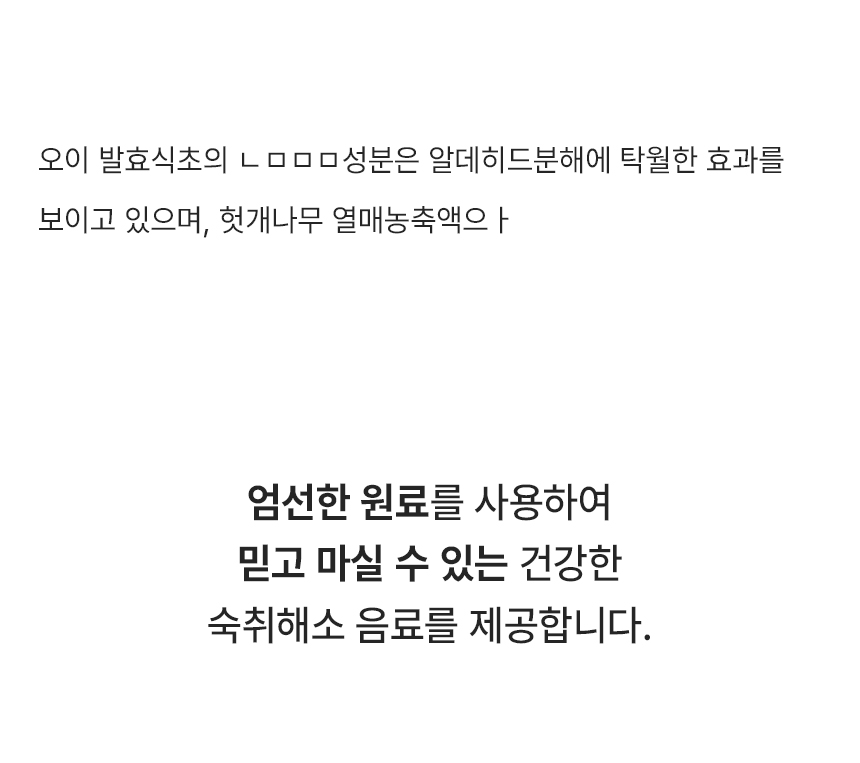 오이 발효식초의 ㄴㅁㅁㅁ성분은 알데히드분해에 탁월한 효과를
보이고 있으며, 헛개나무 열매농축액으ㅏ
엄선한 원료를 사용하여
믿고 마실 수 있는 건강한
숙취해소 음료를 제공합니다.